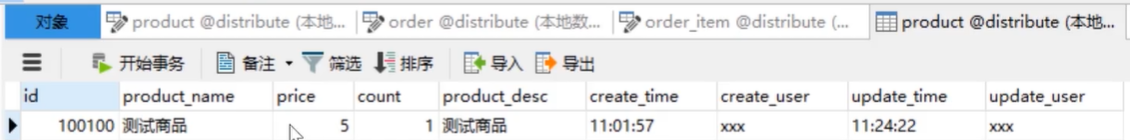 对象 product @distribute (本地... order @distribute (本地数... order_item @distribute (... product @distribute (本地...
开始事务 备注 筛选 排序 导入 导出
id product_name price count product_desc create_time create_user update_time update_user
100100 测试商品 5 1 测试商品 11:01:57 xxx 11:24:22 xxx